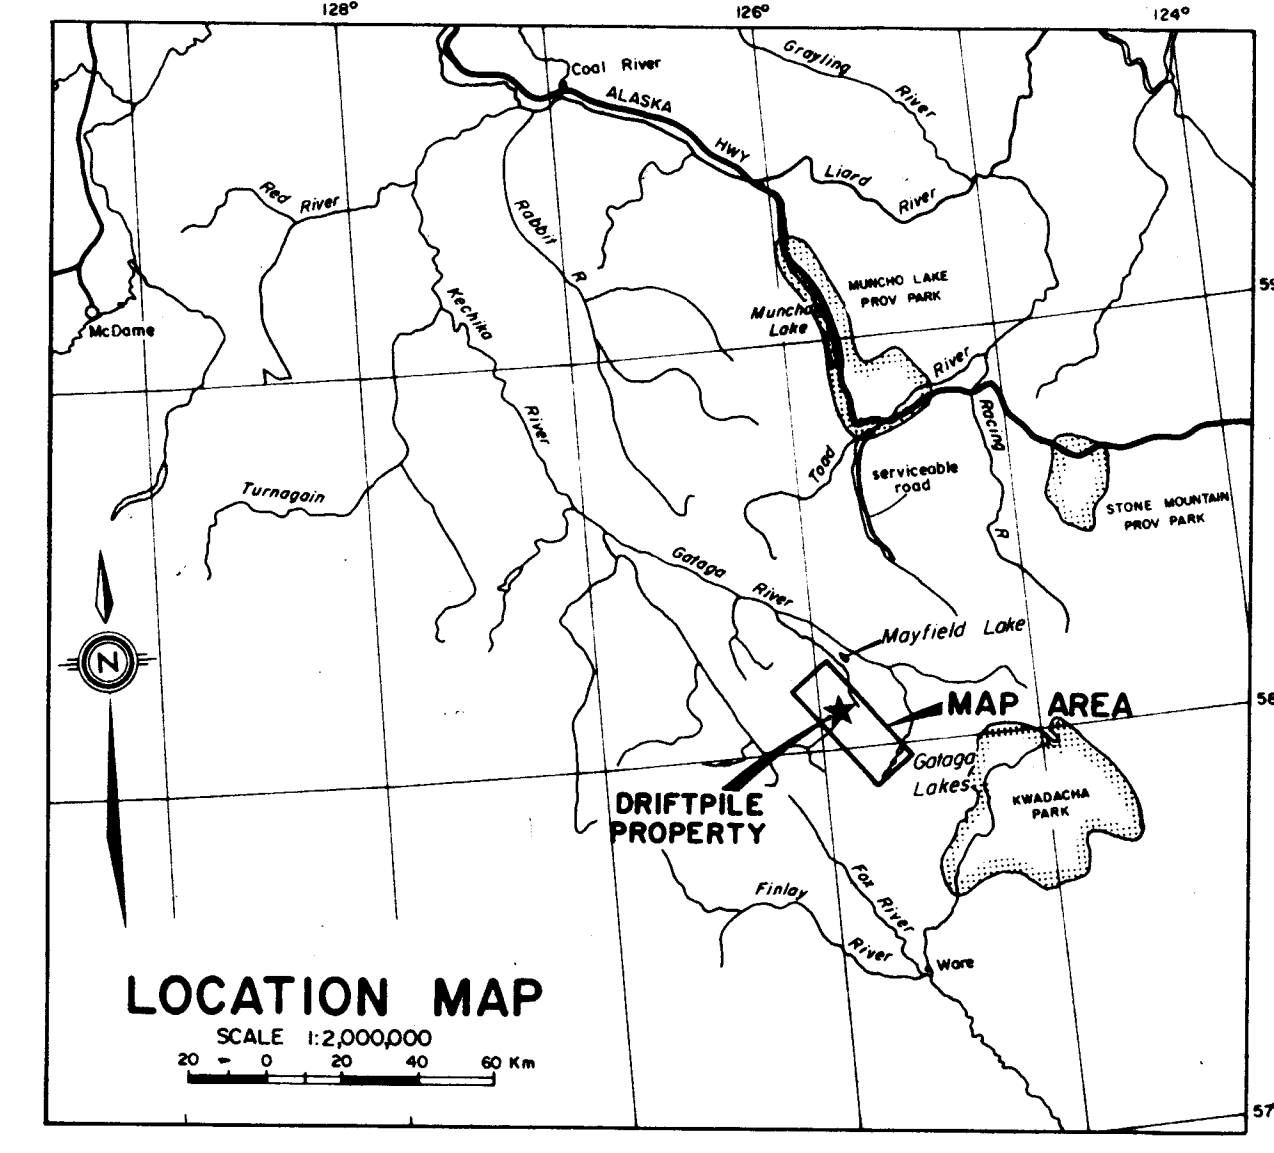 128°
126°
124°
Coal River
Grayling
River
ALASKA
HWY
Liard
River
Red River
Rabbit
R
Kechika
River
McDame
MUNCHO LAKE
PROV PARK
Muncho
Lake
59
River
Toad
Racing
R
serviceable
road
STONE MOUNTAIN
PROV PARK
Turnagain
Gataga
River
Mayfield Lake
N
58
MAP AREA
Gataga
Lakes
KWADACHA
PARK
DRIFTPILE
PROPERTY
Finlay
River
Fox River
Ware
LOCATION MAP
SCALE 1:2,000,000
20 0 20 40 60 Km
57